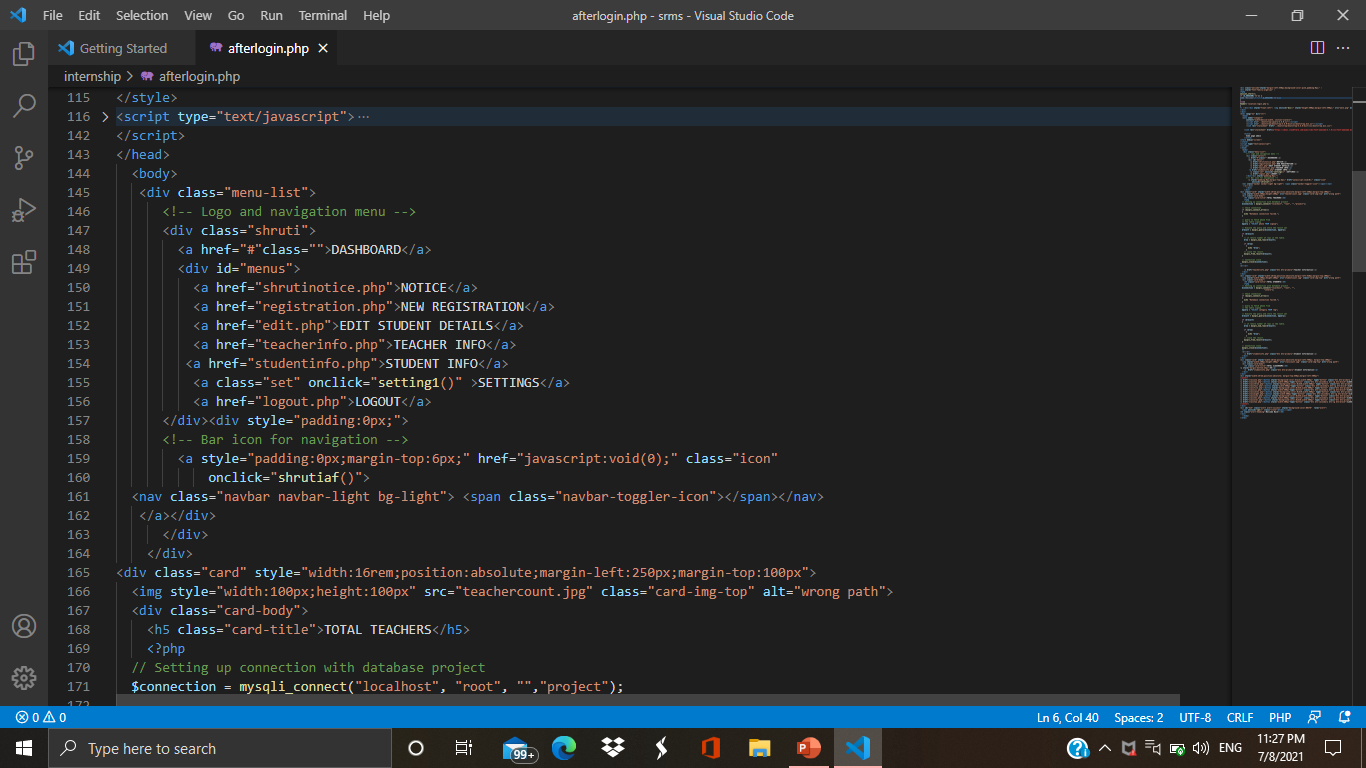 File Edit Selection View Go Run Terminal Help afterlogin.php - srms - Visual Studio Code
Getting Started afterlogin.php
internship > afterlogin.php
115 </style>
116 <script type="text/javascript"> ...
142 </script>
143 </head>
144 <body>
145 <div class="menu-list">
146 <!-- Logo and navigation menu -->
147 <div class="shruti">
148 <a href="#"class="">DASHBOARD</a>
149 <div id="menus">
150 <a href="shrutinotice.php">NOTICE</a>
151 <a href="registration.php">NEW REGISTRATION</a>
152 <a href="edit.php">EDIT STUDENT DETAILS</a>
153 <a href="teacherinfo.php">TEACHER INFO</a>
154 <a href="studentinfo.php">STUDENT INFO</a>
155 <a class="set" onclick="setting1()" >SETTINGS</a>
156 <a href="logout.php">LOGOUT</a>
157 </div><div style="padding:0px;">
158 <!-- Bar icon for navigation -->
159 <a style="padding:0px;margin-top:6px;" href="javascript:void(0);" class="icon"
160 onclick="shrutiaf()">
161 <nav class="navbar navbar-light bg-light"> <span class="navbar-toggler-icon"></span></nav>
162 </a></div>
163 </div>
164 </div>
165 <div class="card" style="width:16rem;position:absolute;margin-left:250px;margin-top:100px">
166 <img style="width:100px;height:100px" src="teachercount.jpg" class="card-img-top" alt="wrong path">
167 <div class="card-body">
168 <h5 class="card-title">TOTAL TEACHERS</h5>
169 <?php
170 // Setting up connection with database project
171 $connection = mysqli_connect("localhost", "root", "","project");
172
0 0 Ln 6, Col 40 Spaces: 2 UTF-8 CRLF PHP
Type here to search 99+ ENG 11:27 PM
7/8/2021